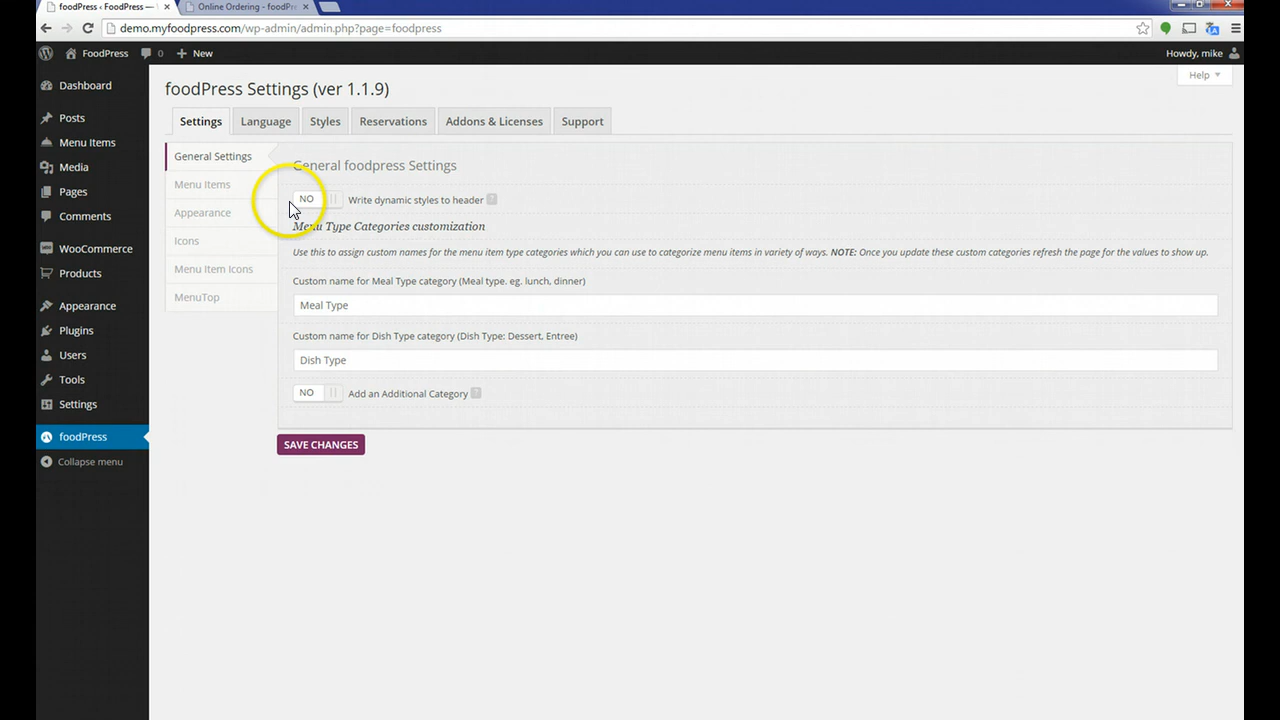 foodPress ‹ FoodPress —
Online Ordering - foodPre
demo.myfoodpress.com/wp-admin/admin.php?page=foodpress
FoodPress 0 + New Howdy, mike
Help
foodPress Settings (ver 1.1.9)
Settings Language Styles Reservations Addons & Licenses Support
Dashboard
Posts
Menu Items
Media
Pages
Comments
WooCommerce
Products
Appearance
Plugins
Users
Tools
Settings
foodPress
Collapse menu
General Settings
Menu Items
Appearance
Icons
Menu Item Icons
MenuTop
General foodpress Settings
NO Write dynamic styles to header ?
Menu Type Categories customization
Use this to assign custom names for the menu item type categories which you can use to categorize menu items in variety of ways. NOTE: Once you update these custom categories refresh the page for the values to show up.
Custom name for Meal Type category (Meal type. eg. lunch, dinner)
Meal Type
Custom name for Dish Type category (Dish Type: Dessert, Entree)
Dish Type
NO Add an Additional Category ?
SAVE CHANGES